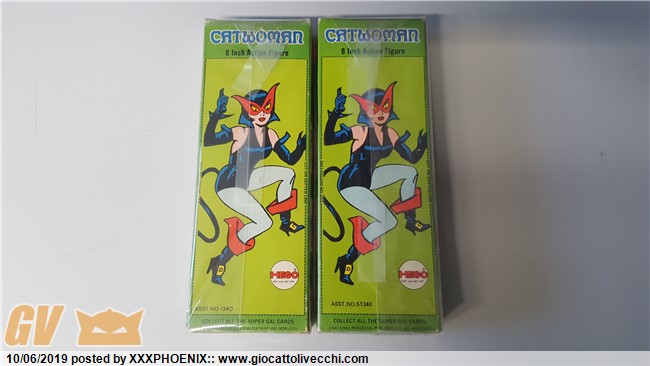 CATWOMAN
8 Inch Action Figure
MEGO
ASST. NO. 1340
COLLECT ALL THE SUPER GAL CARDS.
CATWOMAN
8 Inch Action Figure
MEGO
ASST. NO. 51340
COLLECT ALL THE SUPER GAL CARDS.
GV
10/06/2019 posted by XXXPHOENIX:: www.giocattolivecchi.com